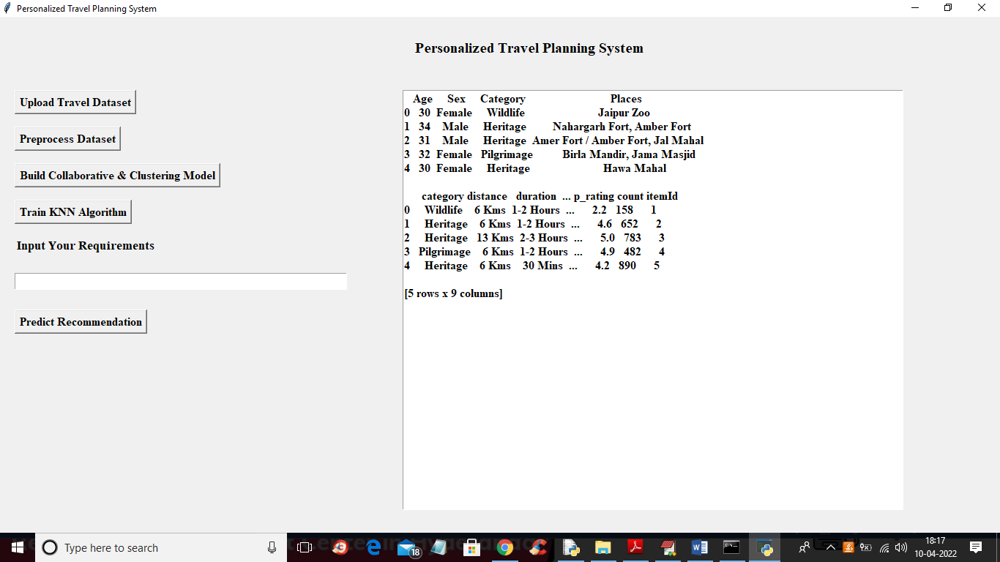 Personalized Travel Planning System
Personalized Travel Planning System
Upload Travel Dataset
Preprocess Dataset
Build Collaborative & Clustering Model
Train KNN Algorithm
Input Your Requirements
Predict Recommendation
Age Sex Category Places
0 30 Female Wildlife Jaipur Zoo
1 34 Male Heritage Nahargarh Fort, Amber Fort
2 31 Male Heritage Amer Fort / Amber Fort, Jal Mahal
3 32 Female Pilgrimage Birla Mandir, Jama Masjid
4 30 Female Heritage Hawa Mahal
category distance duration ... p_rating count itemId
0 Wildlife 6 Kms 1-2 Hours ... 2.2 158 1
1 Heritage 6 Kms 1-2 Hours ... 4.6 652 2
2 Heritage 13 Kms 2-3 Hours ... 5.0 783 3
3 Pilgrimage 6 Kms 1-2 Hours ... 4.9 482 4
4 Heritage 6 Kms 30 Mins ... 4.2 890 5
[5 rows x 9 columns]
Type here to search
18
18:17
10-04-2022